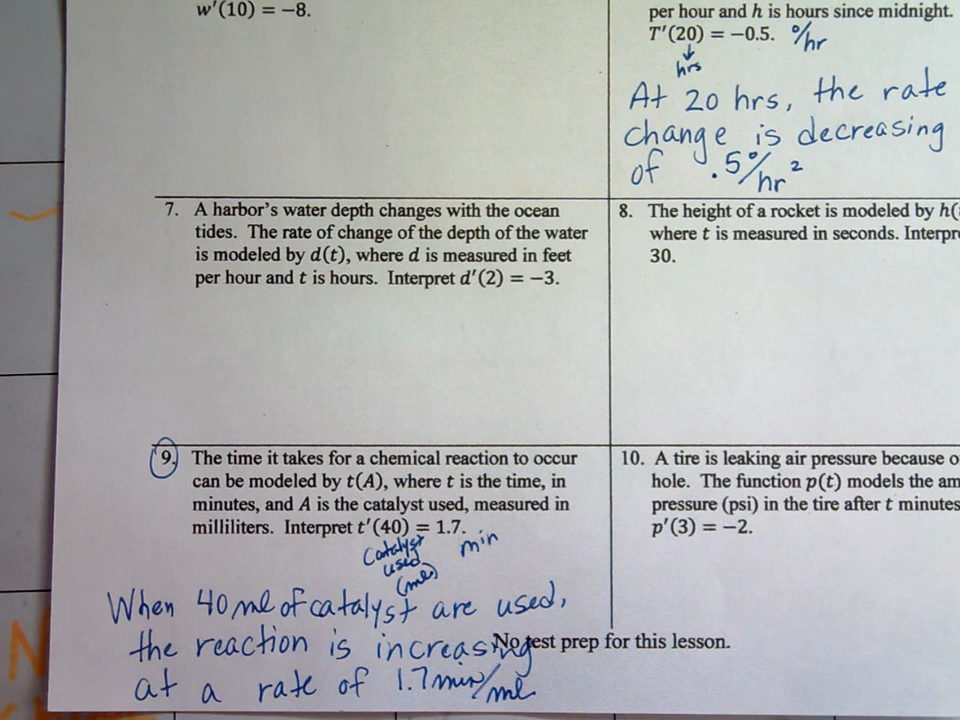 w′(10) = −8.
per hour and h is hours since midnight.
T′(20) = −0.5. °/hr
↓
hrs
At 20 hrs, the rate
change is decreasing
of .5°/hr²
7. A harbor's water depth changes with the ocean
tides. The rate of change of the depth of the water
is modeled by d(t), where d is measured in feet
per hour and t is hours. Interpret d′(2) = −3.
8. The height of a rocket is modeled by h(
where t is measured in seconds. Interpre
30.
9. The time it takes for a chemical reaction to occur
can be modeled by t(A), where t is the time, in
minutes, and A is the catalyst used, measured in
milliliters. Interpret t′(40) = 1.7.
catalyst min
used
(ml)
When 40 ml of catalyst are used,
the reaction is increasing
at a rate of 1.7 min/ml
10. A tire is leaking air pressure because o
hole. The function p(t) models the am
pressure (psi) in the tire after t minutes
p′(3) = −2.
No test prep for this lesson.